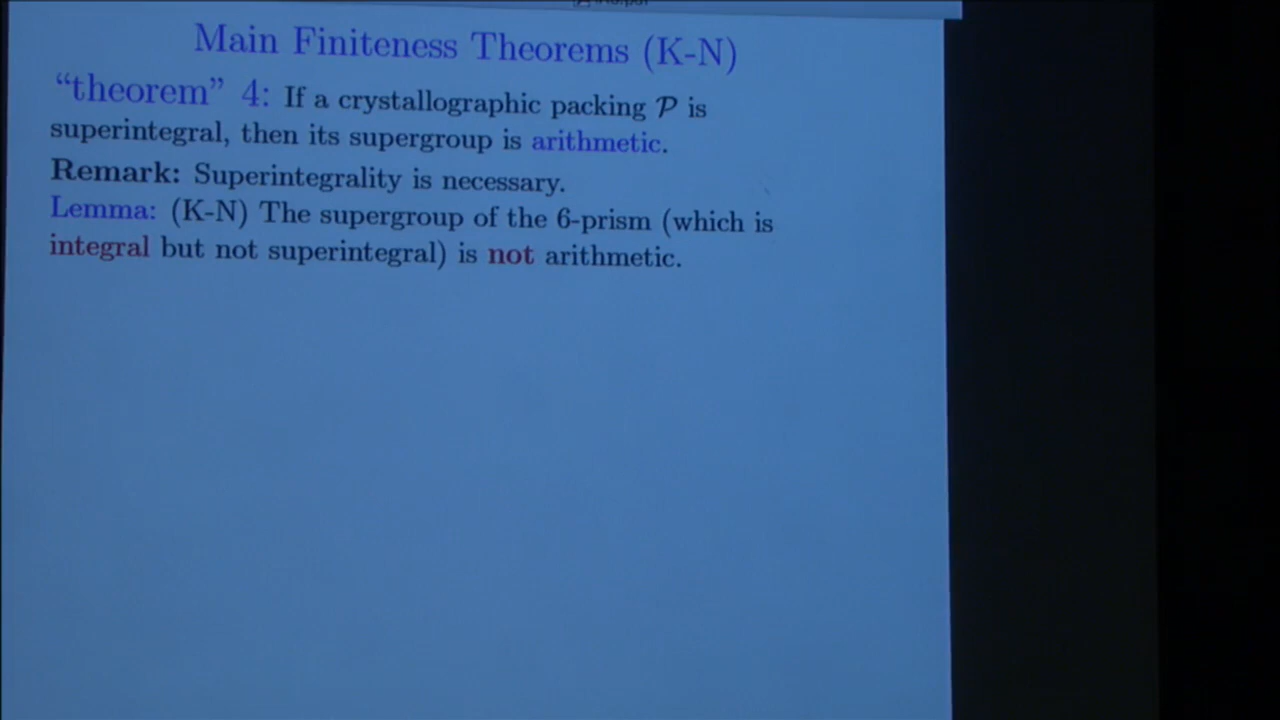 Main Finiteness Theorems (K-N)
“theorem” 4: If a crystallographic packing 𝒫 is
superintegral, then its supergroup is arithmetic.
Remark: Superintegrality is necessary.
Lemma: (K-N) The supergroup of the 6-prism (which is
integral but not superintegral) is not arithmetic.